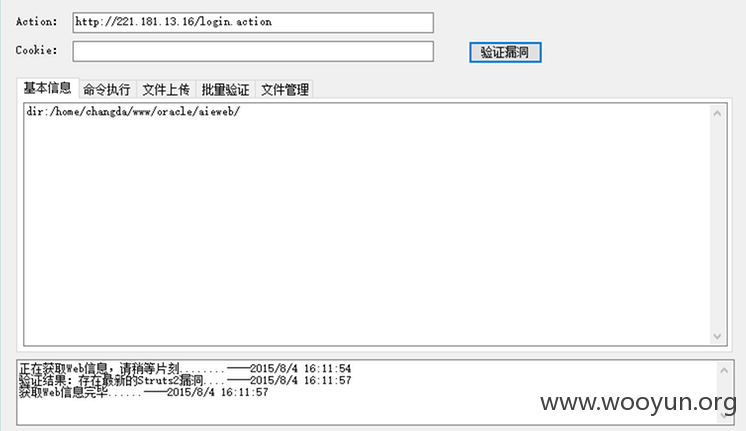 Action: http://221.181.13.16/login.action
Cookie: 验证漏洞
基本信息 命令执行 文件上传 批量验证 文件管理
dir:/home/changda/www/oracle/aieweb/
正在获取Web信息，请稍等片刻........——2015/8/4 16:11:54
验证结果：存在最新的Struts2漏洞....——2015/8/4 16:11:57
获取Web信息完毕......——2015/8/4 16:11:57
www.wooyun.org